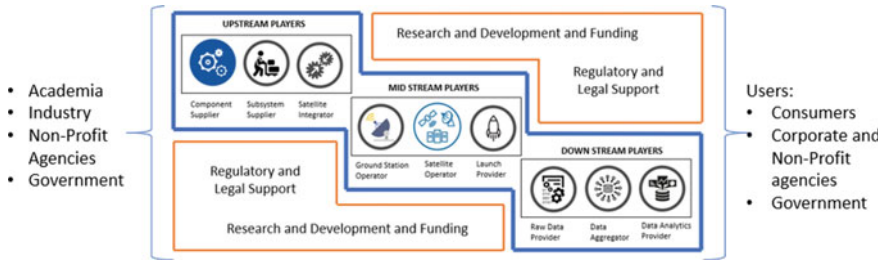 UPSTREAM PLAYERS
Component
Supplier
Subsystem
Supplier
Satellite
Integrator
Research and Development and Funding
Regulatory and
Legal Support
• Academia
• Industry
• Non-Profit
Agencies
• Government
MID STREAM PLAYERS
Ground Station
Operator
Satellite
Operator
Launch
Provider
Users:
• Consumers
• Corporate and
Non-Profit
agencies
• Government
Regulatory and
Legal Support
Research and Development and Funding
DOWN STREAM PLAYERS
Raw Data
Provider
Data
Aggregator
Data Analytics
Provider